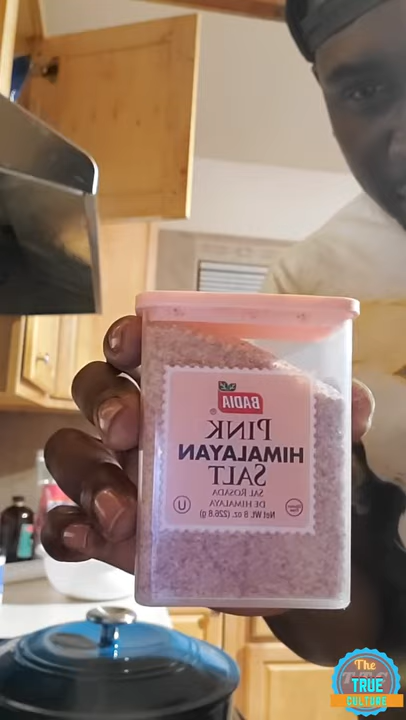 BADIA
®
PINK
HIMALAYAN
SALT
SAL ROSADA
DE HIMALAYA
Net Wt. 8 oz. (226.8 g)
U
The
TRUE
CULTURE